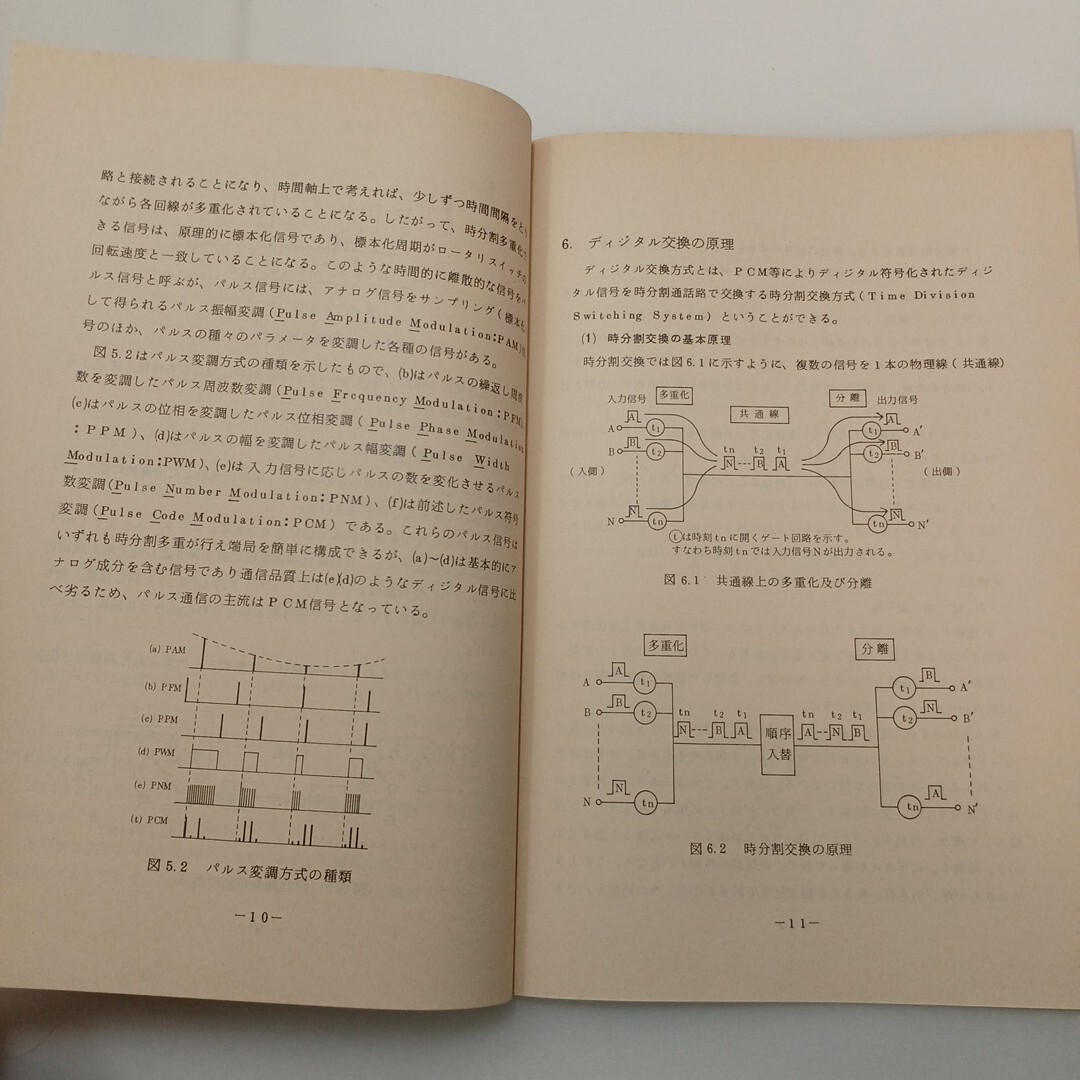 路と接続されることになり、時間軸上で考えれば、少しずつ時間間隔をとり
ながら各回線が多重化されていることになる。したがって、時分割多重化で
きる信号は、原理的に標本化信号であり、標本化周期がロータリスイッチの
回転速度と一致していることになる。このような時間的に離散的な信号をパ
ルス信号と呼ぶが、パルス信号には、アナログ信号をサンプリング(標本化
して得られるパルス振幅変調(Pulse Amplitude Modulation:PAM)信
号のほか、パルスの種々のパラメータを変調した各種の信号がある。
図5.2はパルス変調方式の種類を示したもので、(b)はパルスの繰返し周波
数を変調したパルス周波数変調(Pulse Frequency Modulation:PFM)
(c)はパルスの位相を変調したパルス位相変調(Pulse Phase Modulation
:PPM)、(d)はパルスの幅を変調したパルス幅変調(Pulse Width
Modulation:PWM)、(e)は入力信号に応じパルスの数を変化させるパルス
数変調(Pulse Number Modulation:PNM)、(f)は前述したパルス符号
変調(Pulse Code Modulation:PCM)である。これらのパルス信号は
いずれも時分割多重が行え端局を簡単に構成できるが、(a)~(d)は基本的にア
ナログ成分を含む信号であり通信品質上は(e)(d)のようなディジタル信号に比
べ劣るため、パルス通信の主流はPCM信号となっている。
(a) PAM
(b) PFM
(c) PPM
(d) PWM
(e) PNM
(t) PCM
図5.2 パルス変調方式の種類
-10-
6. ディジタル交換の原理
ディジタル交換方式とは、PCM等によりディジタル符号化されたディジ
タル信号を時分割通話路で交換する時分割交換方式(Time Division
Switching System)ということができる。
(1) 時分割交換の基本原理
時分割交換では図6.1に示すように、複数の信号を1本の物理線(共通線)
入力信号 多重化 共通線 分離 出力信号
A t1 tn t2 t1 A t1 A'
B B t2 N B A B t2 B'
(入側) (出側)
N N tn N tn N'
tは時刻tnに開くゲート回路を示す。
すなわち時刻tnでは入力信号Nが出力される。
図6.1 共通線上の多重化及び分離
多重化 分離
A A t1 B t1 A'
B B t2 N t2 B'
tn t2 t1 順序 tn t2 t1
N B A 入替 A N B
N N tn A tn N'
図6.2 時分割交換の原理
-11-